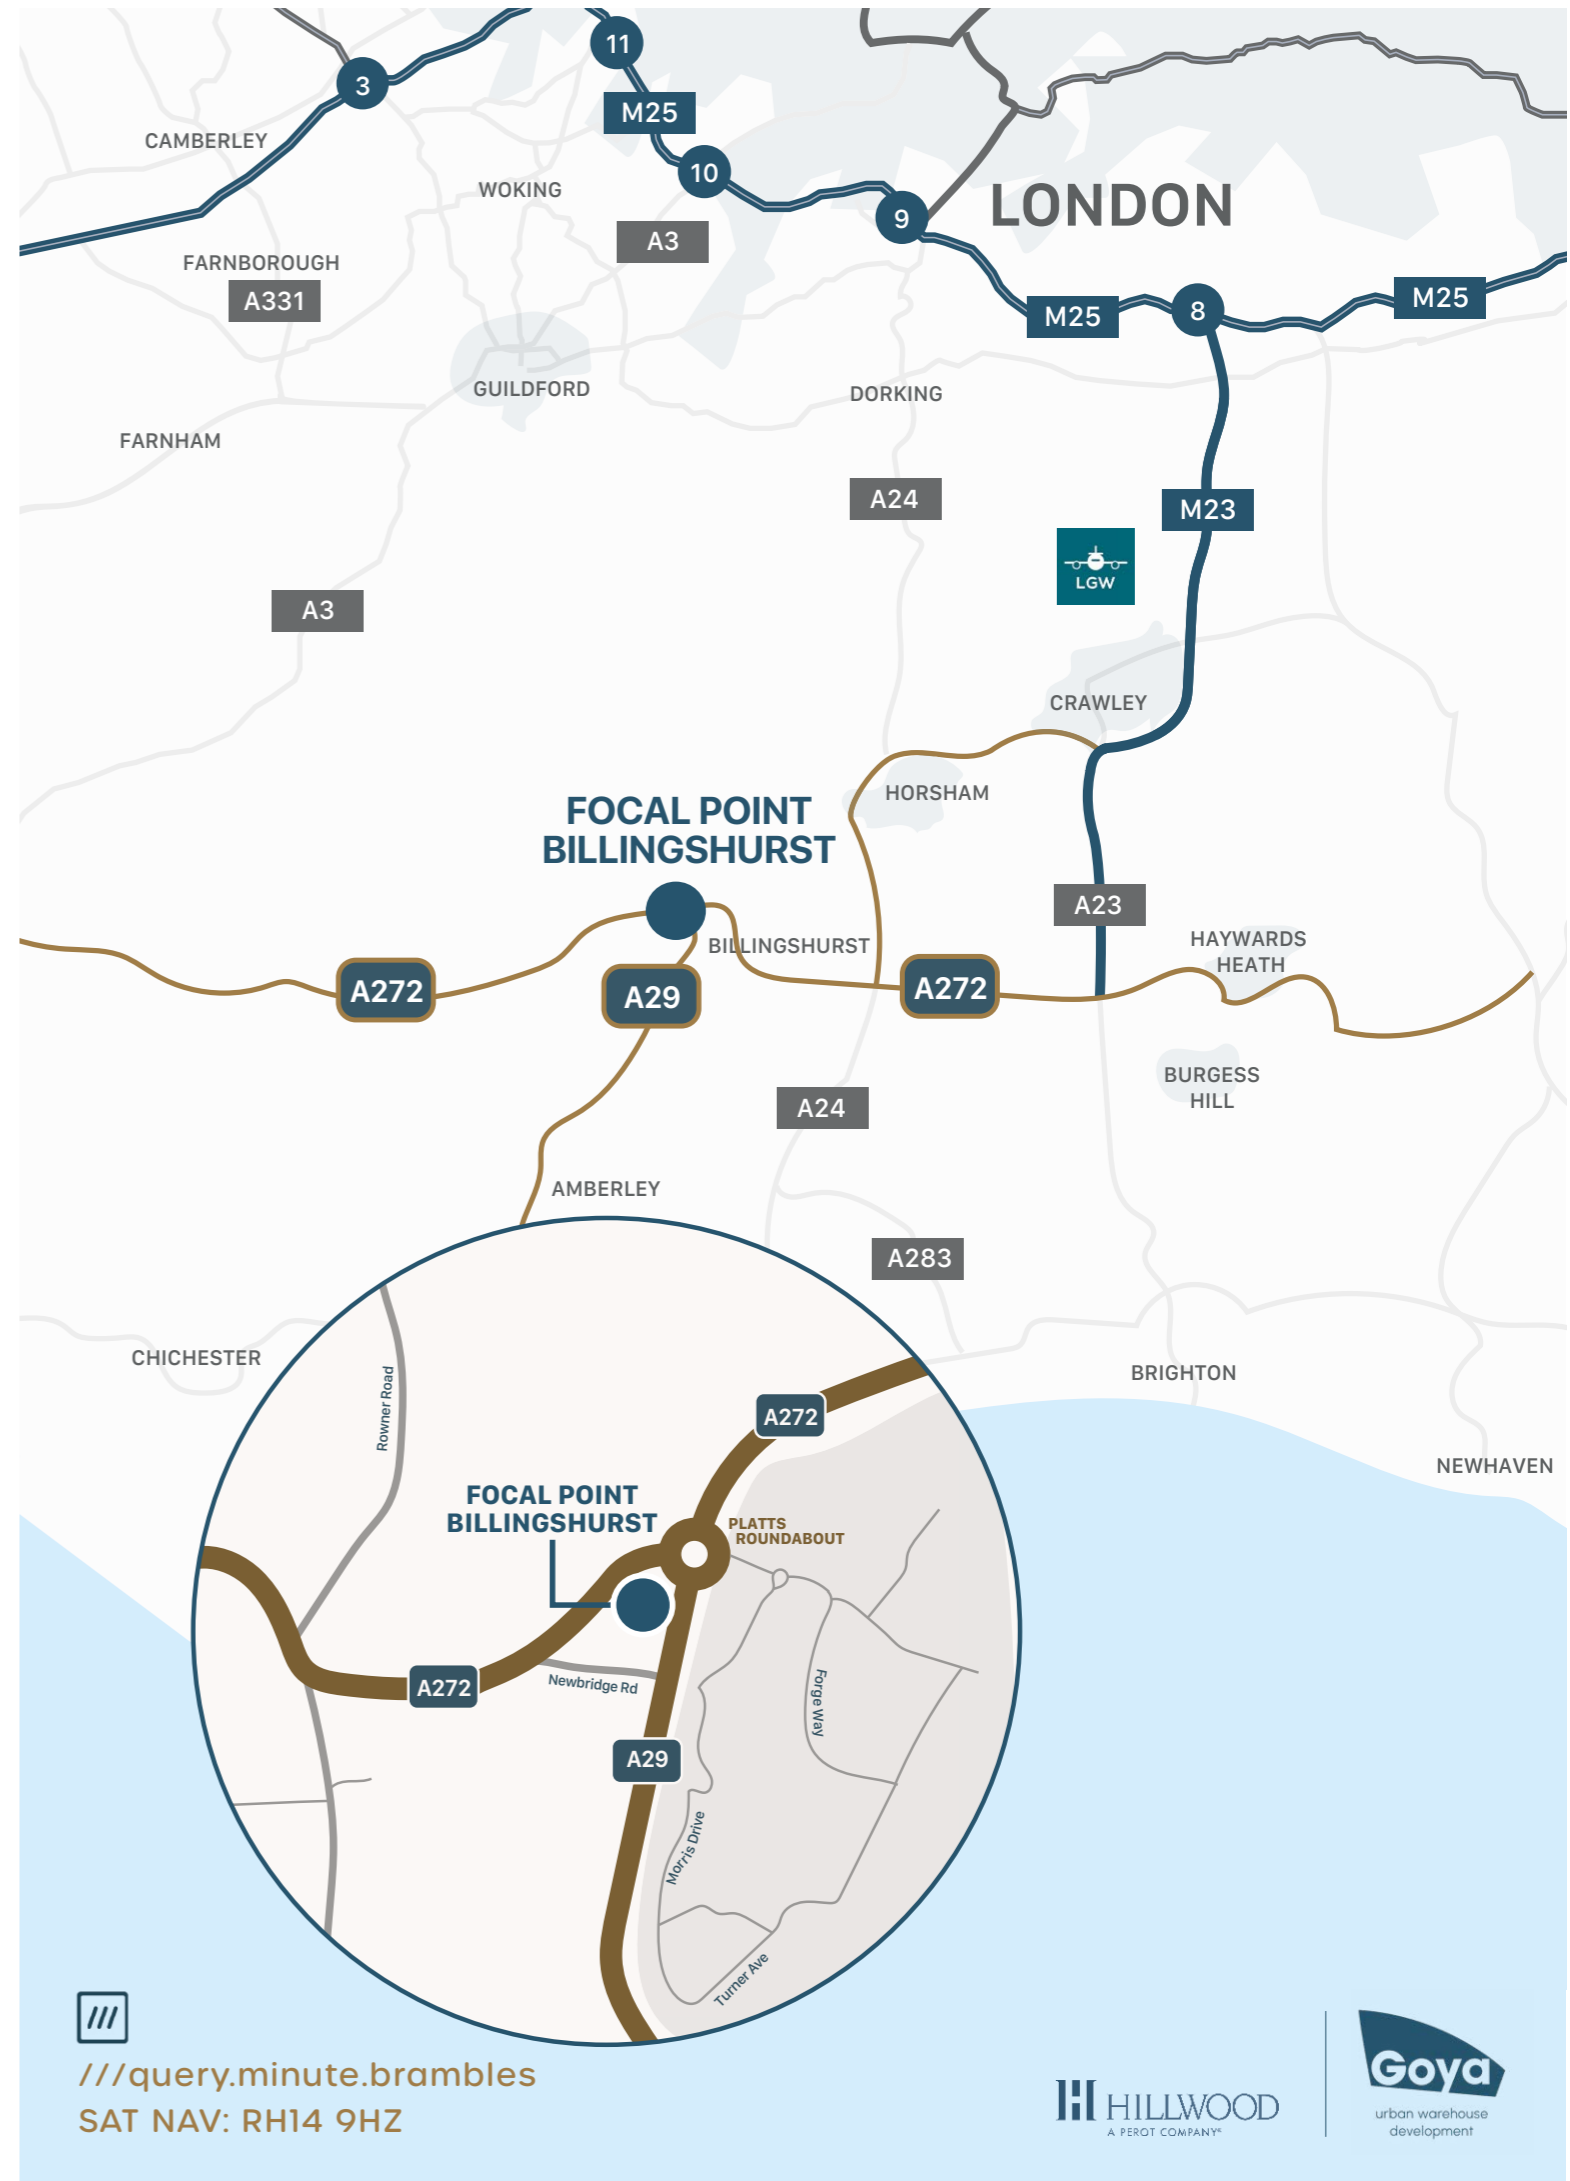 11
3
M25
CAMBERLEY
10
WOKING
LONDON
9
A3
FARNBOROUGH
A331
M25
8
M25
GUILDFORD
DORKING
FARNHAM
A24
M23
LGW
A3
CRAWLEY
HORSHAM
FOCAL POINT
BILLINGSHURST
A23
BILLINGSHURST
HAYWARDS
HEATH
A272
A29
A272
BURGESS
HILL
A24
AMBERLEY
A283
CHICHESTER
BRIGHTON
NEWHAVEN
Rowner Road
A272
FOCAL POINT
BILLINGSHURST
PLATTS
ROUNDABOUT
A272
Newbridge Rd
Forge Way
A29
Morris Drive
Turner Ave
///
///query.minute.brambles
SAT NAV: RH14 9HZ
HILLWOOD
A PEROT COMPANY
Goya
urban warehouse
development